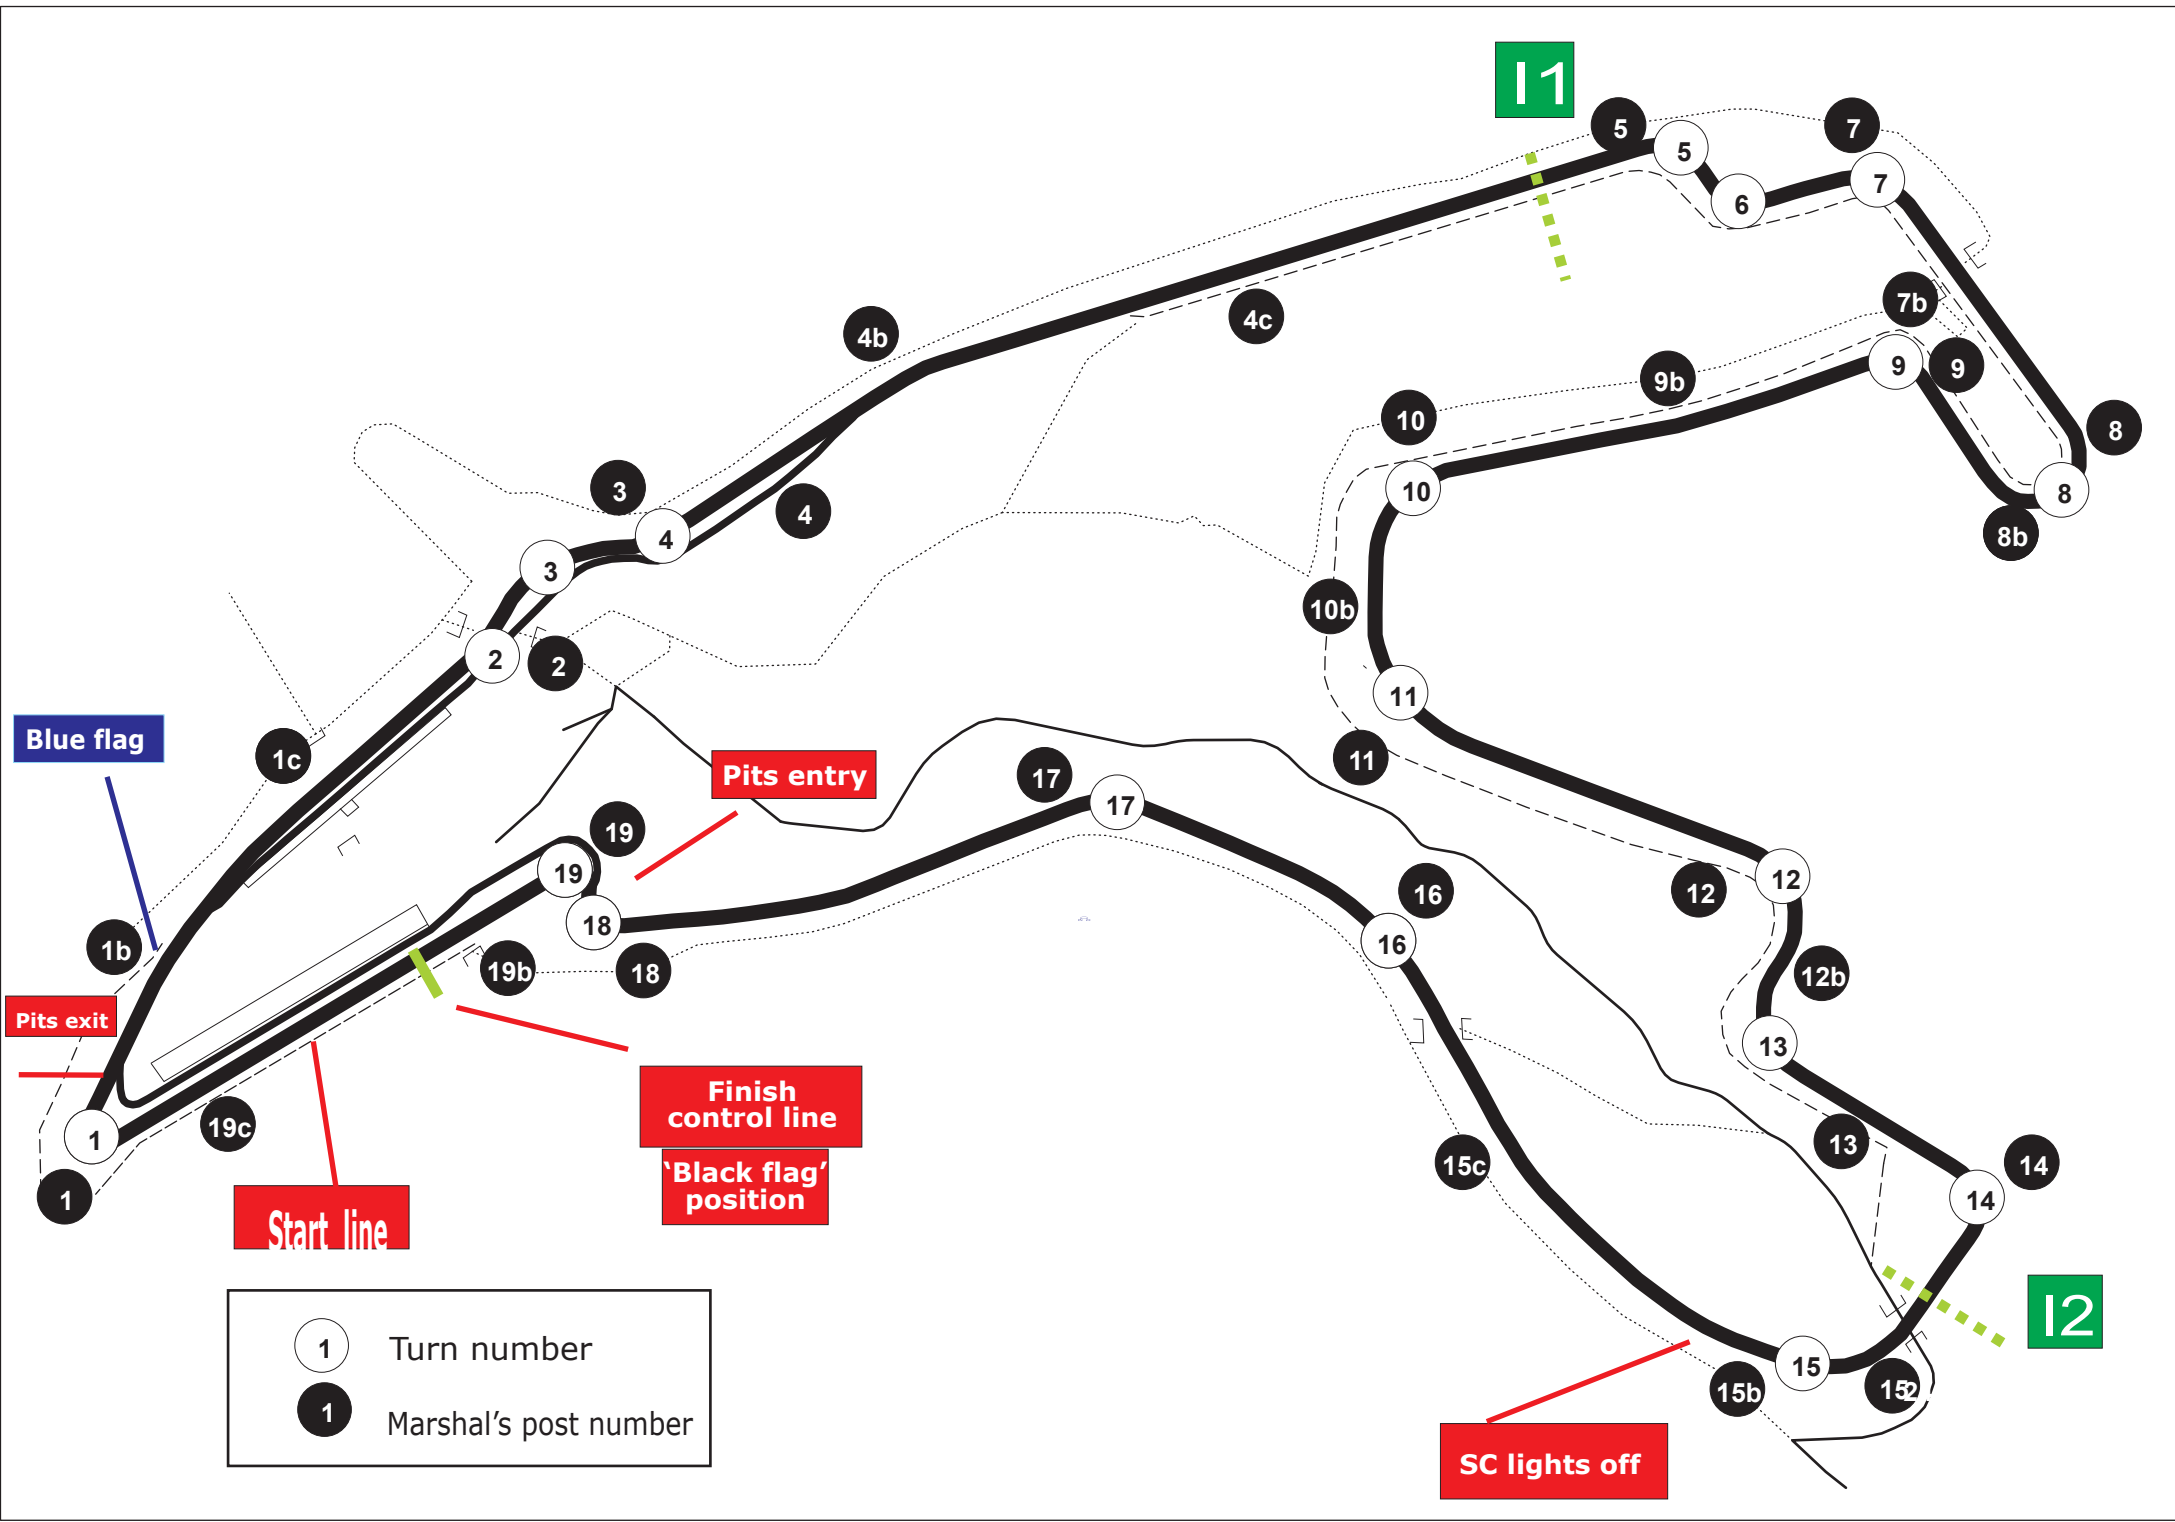 I1
5
7
5
7
6
7b
4c
4b
9
9
9b
8
10
10
8
8b
3
4
4
3
10b
2
2
11
Blue flag
1c
11
Pits entry
17
17
19
19
12
12
16
18
16
1b
19b
18
12b
Pits exit
13
Finish
control line
19c
1
13
15c
14
'Black flag'
position
1
14
Start line
I2
Turn number
1
15
15b
15
Marshal's post number
1
SC lights off